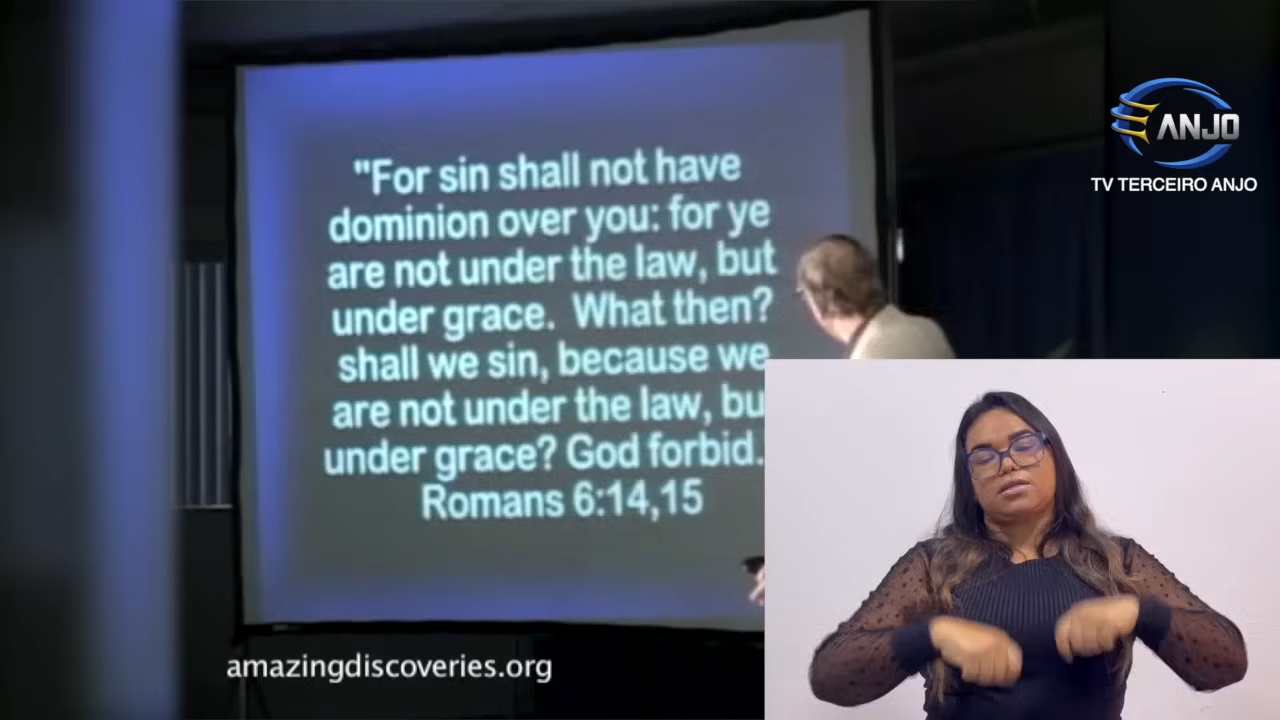 "For sin shall not have
dominion over you: for ye
are not under the law, but
under grace.  What then?
shall we sin, because we
are not under the law, bu
under grace? God forbid.
Romans 6:14,15
amazingdiscoveries.org
ANJO
TV TERCEIRO ANJO